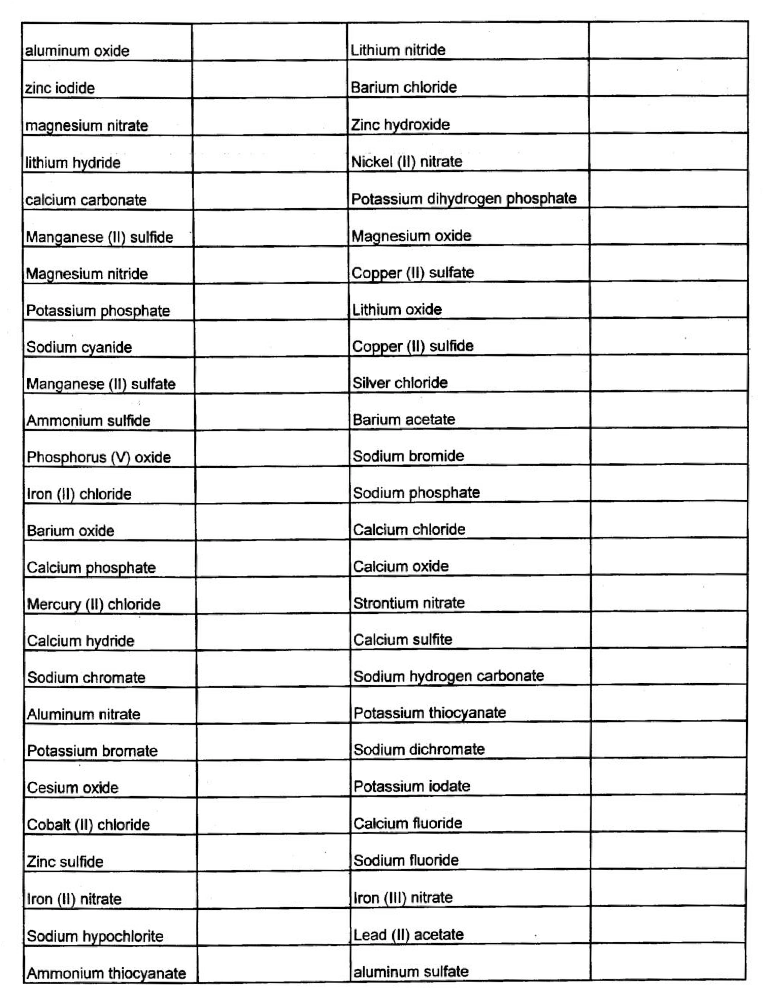 aluminum oxide Lithium nitride
zinc iodide Barium chloride
magnesium nitrate Zinc hydroxide
lithium hydride Nickel (II) nitrate
calcium carbonate Potassium dihydrogen phosphate
Manganese (II) sulfide Magnesium oxide
Magnesium nitride Copper (II) sulfate
Potassium phosphate Lithium oxide
Sodium cyanide Copper (II) sulfide
Manganese (II) sulfate Silver chloride
Ammonium sulfide Barium acetate
Phosphorus (V) oxide Sodium bromide
Iron (II) chloride Sodium phosphate
Barium oxide Calcium chloride
Calcium phosphate Calcium oxide
Mercury (II) chloride Strontium nitrate
Calcium hydride Calcium sulfite
Sodium chromate Sodium hydrogen carbonate
Aluminum nitrate Potassium thiocyanate
Potassium bromate Sodium dichromate
Cesium oxide Potassium iodate
Cobalt (II) chloride Calcium fluoride
Zinc sulfide Sodium fluoride
Iron (II) nitrate Iron (III) nitrate
Sodium hypochlorite Lead (II) acetate
Ammonium thiocyanate aluminum sulfate